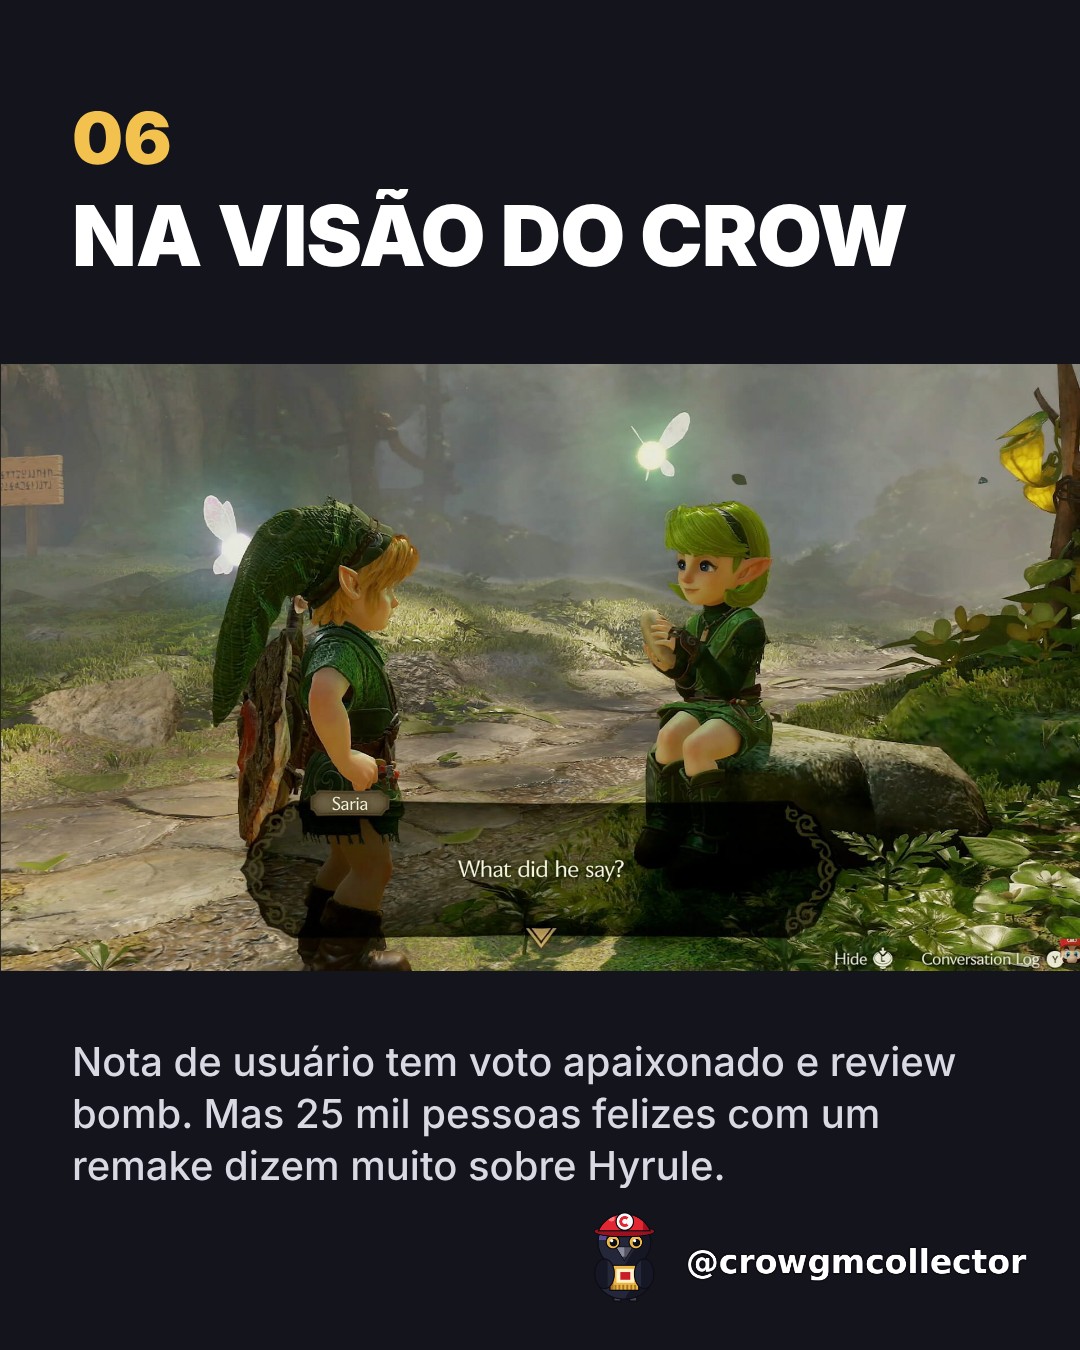 06
NA VISÃO DO CROW
Saria
What did he say?
Hide
Conversation Log Y
Nota de usuário tem voto apaixonado e review
bomb. Mas 25 mil pessoas felizes com um
remake dizem muito sobre Hyrule.
C
@crowgmcollector